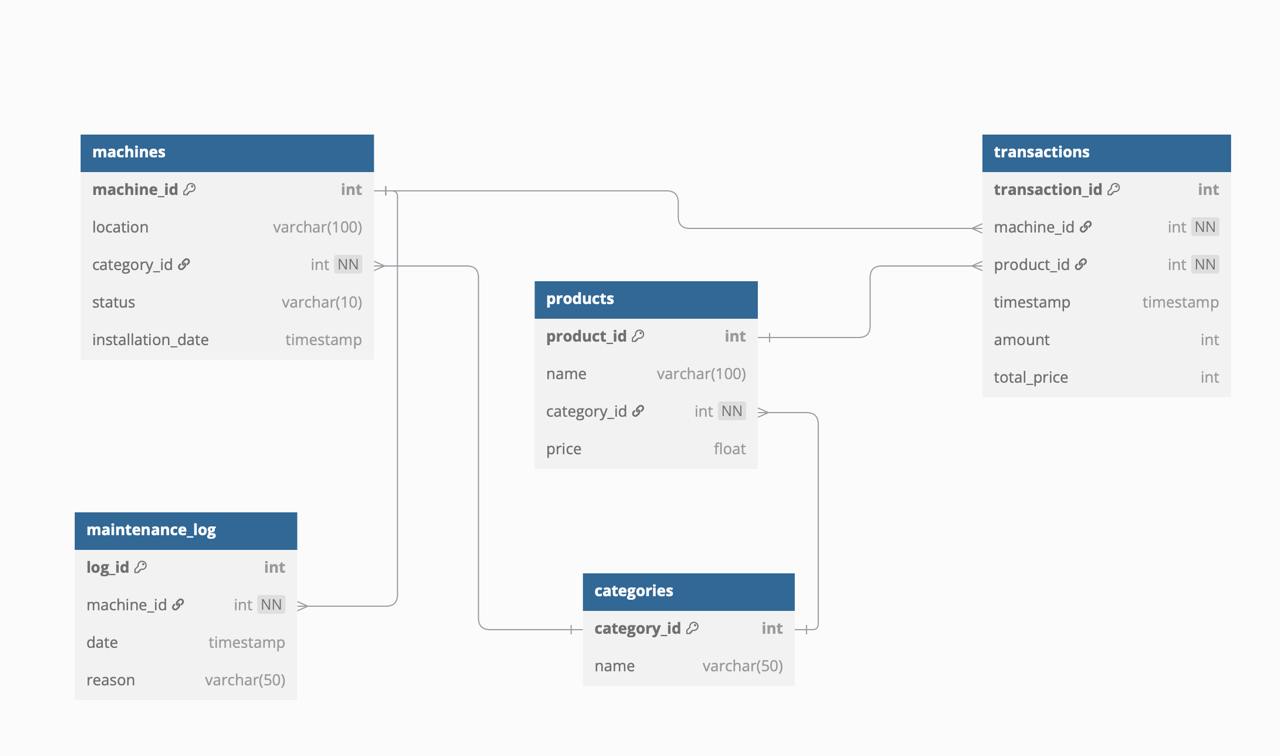 machines
machine_id int
location varchar(100)
category_id int NN
status varchar(10)
installation_date timestamp
transactions
transaction_id int
machine_id int NN
product_id int NN
timestamp timestamp
amount int
total_price int
products
product_id int
name varchar(100)
category_id int NN
price float
maintenance_log
log_id int
machine_id int NN
date timestamp
reason varchar(50)
categories
category_id int
name varchar(50)